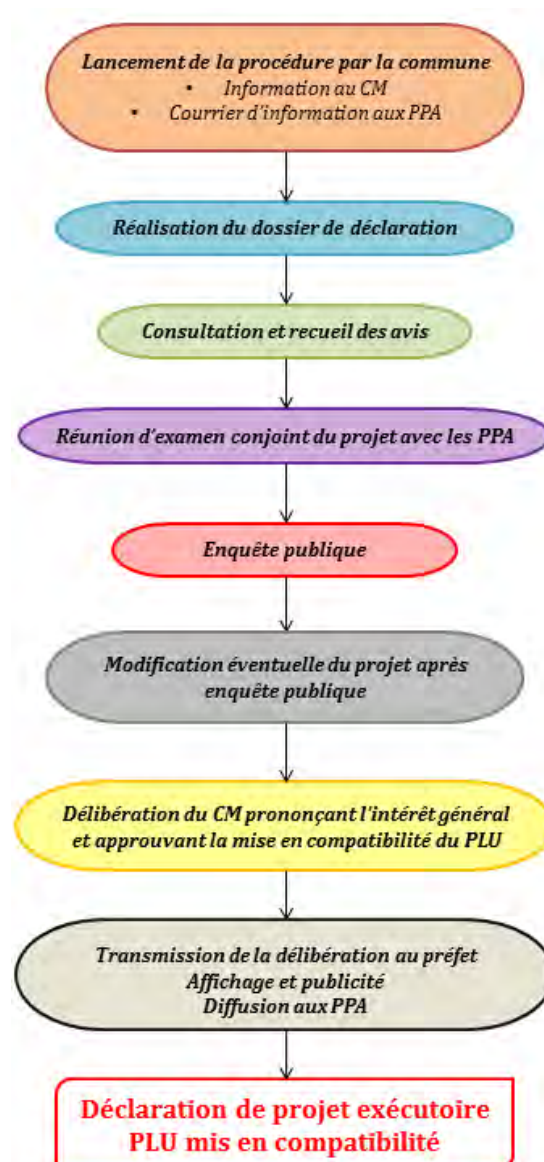 Lancement de la procédure par la commune
• Information au CM
• Courrier d'information aux PPA
Réalisation du dossier de déclaration
Consultation et recueil des avis
Réunion d'examen conjoint du projet avec les PPA
Enquête publique
Modification éventuelle du projet après
enquête publique
Délibération du CM prononçant l'intérêt général
et approuvant la mise en compatibilité du PLU
Transmission de la délibération au préfet
Affichage et publicité
Diffusion aux PPA
Déclaration de projet exécutoire
PLU mis en compatibilité